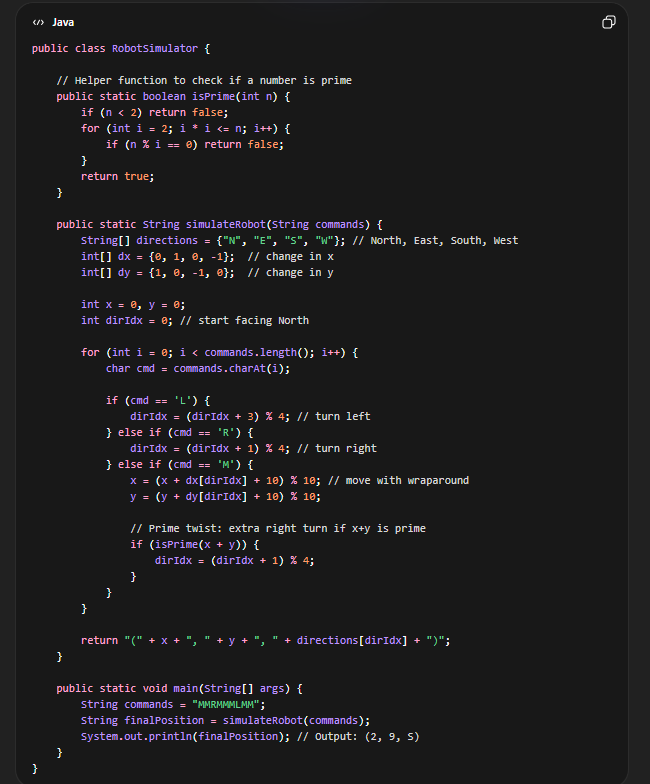 </> Java
public class RobotSimulator {
// Helper function to check if a number is prime
public static boolean isPrime(int n) {
if (n < 2) return false;
for (int i = 2; i * i <= n; i++) {
if (n % i == 0) return false;
}
return true;
}
public static String simulateRobot(String commands) {
String[] directions = {"N", "E", "S", "W"}; // North, East, South, West
int[] dx = {0, 1, 0, -1};  // change in x
int[] dy = {1, 0, -1, 0};  // change in y
int x = 0, y = 0;
int dirIdx = 0; // start facing North
for (int i = 0; i < commands.length(); i++) {
char cmd = commands.charAt(i);
if (cmd == 'L') {
dirIdx = (dirIdx + 3) % 4; // turn left
} else if (cmd == 'R') {
dirIdx = (dirIdx + 1) % 4; // turn right
} else if (cmd == 'M') {
x = (x + dx[dirIdx] + 10) % 10; // move with wraparound
y = (y + dy[dirIdx] + 10) % 10;
// Prime twist: extra right turn if x+y is prime
if (isPrime(x + y)) {
dirIdx = (dirIdx + 1) % 4;
}
}
}
return "(" + x + ", " + y + ", " + directions[dirIdx] + ")";
}
public static void main(String[] args) {
String commands = "MMRMMMLMM";
String finalPosition = simulateRobot(commands);
System.out.println(finalPosition); // Output: (2, 9, S)
}
}